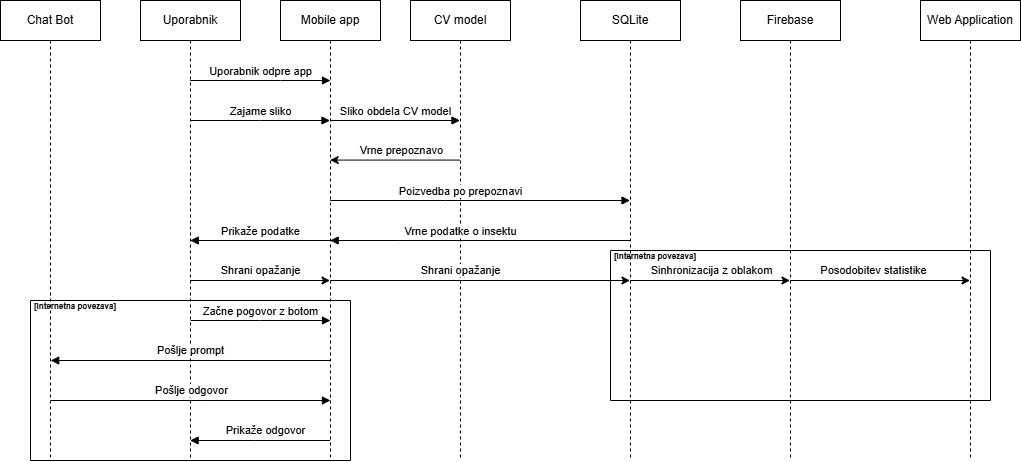 Chat Bot
Uporabnik
Mobile app
CV model
SQLite
Firebase
Web Application
Uporabnik odpre app
Zajame sliko
Sliko obdela CV model
Vrne prepoznavo
Poizvedba po prepoznavi
Prikaže podatke
Vrne podatke o insektu
[Internetna povezava]
Shrani opažanje
Shrani opažanje
Sinhronizacija z oblakom
Posodobitev statistike
[Internetna povezava]
Začne pogovor z botom
Pošlje prompt
Pošlje odgovor
Prikaže odgovor